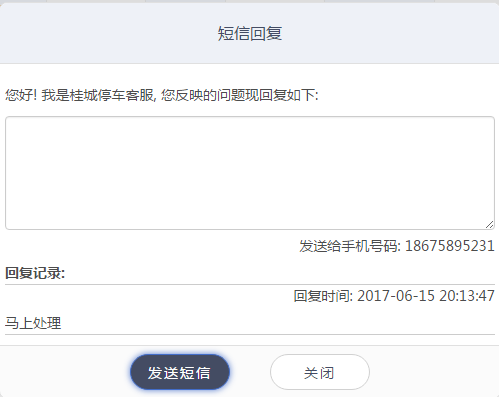 短信回复
您好! 我是桂城停车客服, 您反映的问题现回复如下:
发送给手机号码: 18675895231
回复记录:
回复时间: 2017-06-15 20:13:47
马上处理
发送短信
关闭